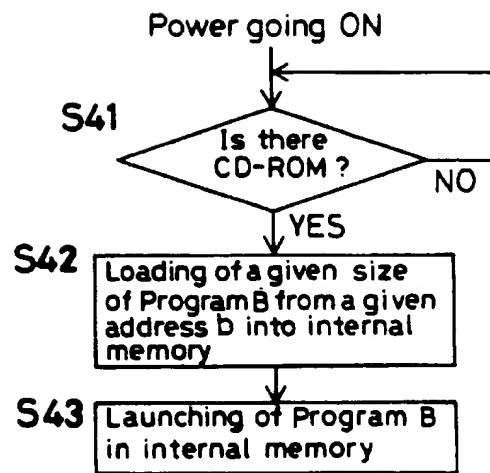 Power going ON
S41
Is there
CD-ROM ?
NO
YES
S42
Loading of a given size
of Program B from a given
address b into internal
memory
S43
Launching of Program B
in internal memory